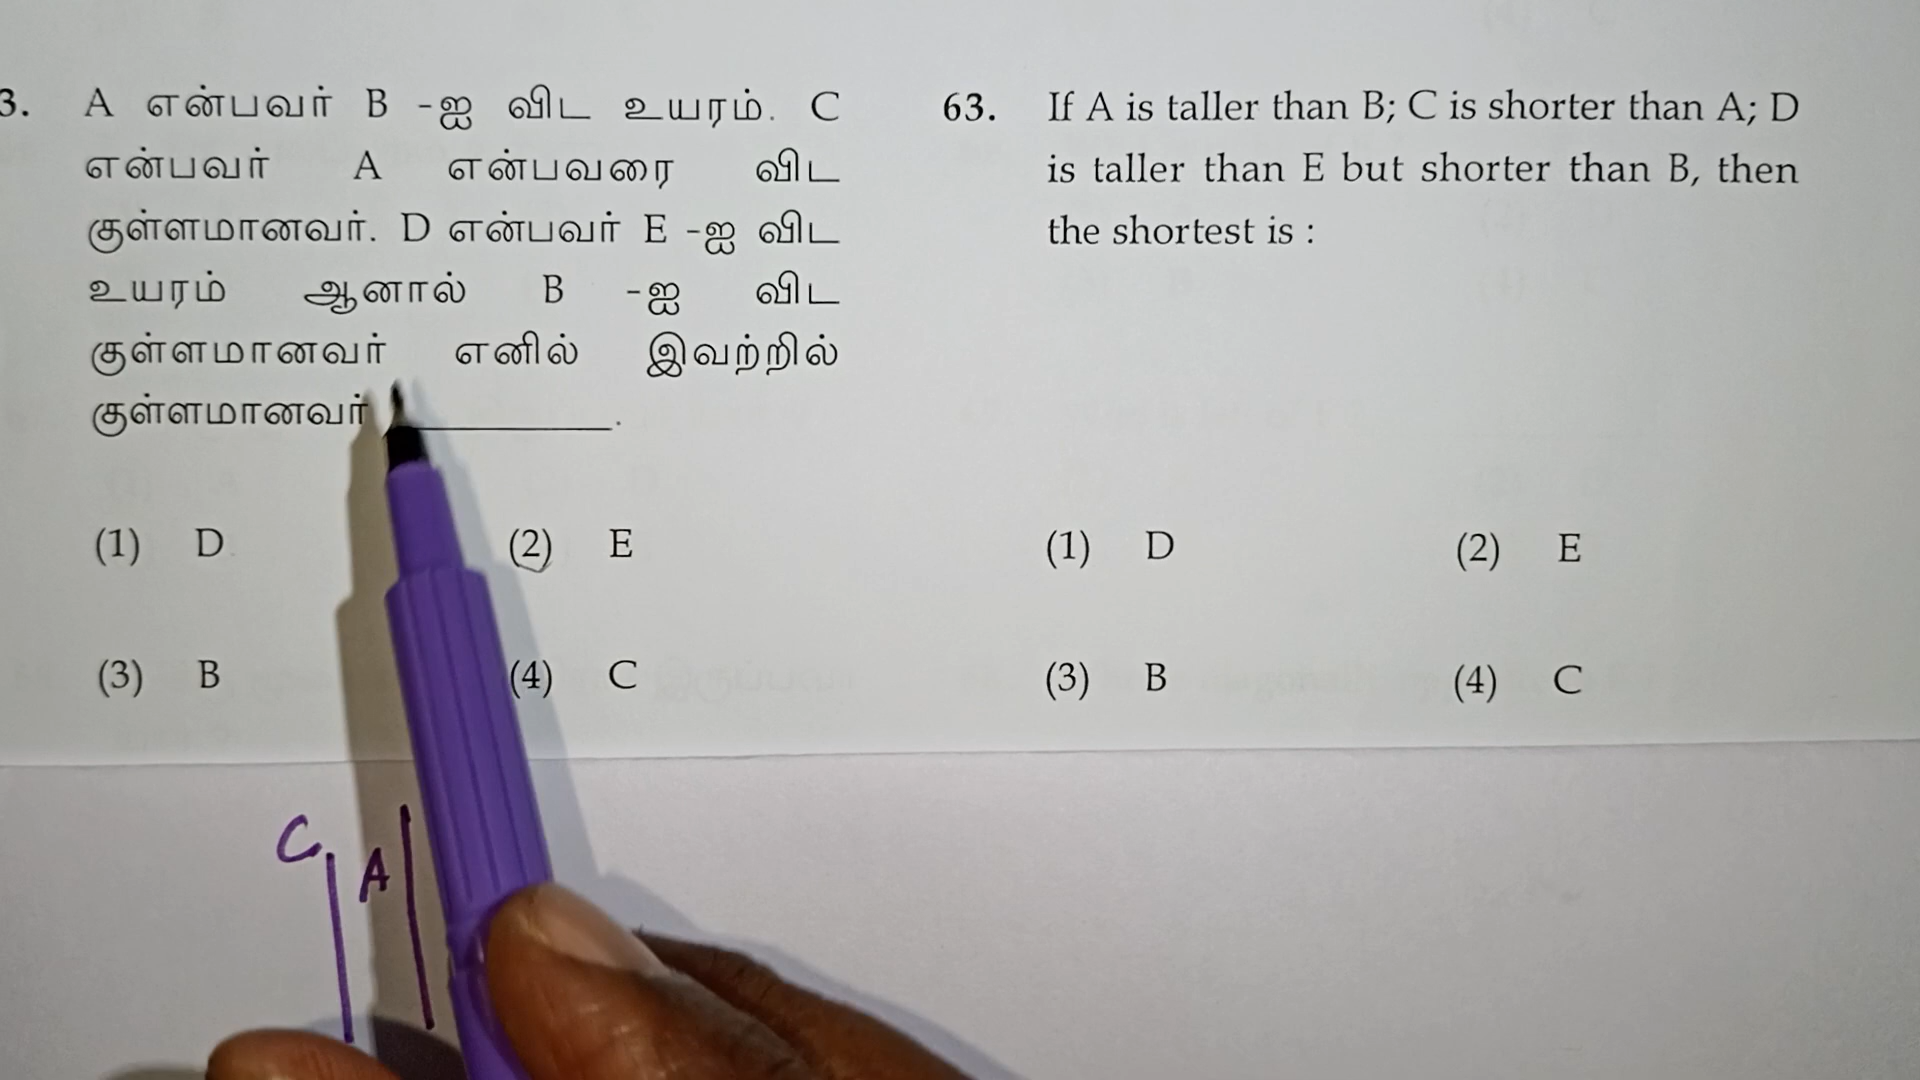 3. A என்பவர் B -ஐ விட உயரம். C
என்பவர் A என்பவரை விட
குள்ளமானவர். D என்பவர் E -ஐ விட
உயரம் ஆனால் B -ஐ விட
குள்ளமானவர் எனில் இவற்றில்
குள்ளமானவர் ____________.
(1) D (2) E
(3) B (4) C
63. If A is taller than B; C is shorter than A; D
is taller than E but shorter than B, then
the shortest is :
(1) D (2) E
(3) B (4) C
C A